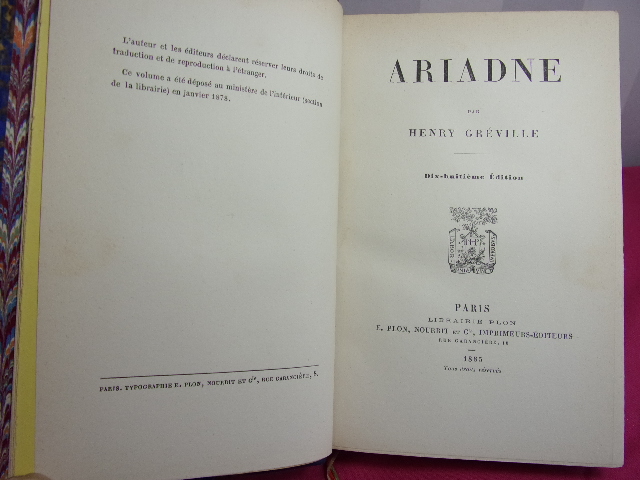 L'auteur et les éditeurs déclarent réserver leurs droits de
traduction et de reproduction à l'étranger.
Ce volume a été déposé au ministère de l'intérieur (section
de la librairie) en janvier 1878.
PARIS. TYPOGRAPHIE E. PLON, NOURRIT ET Cie, RUE GARANCIÈRE, 8.
ARIADNE
PAR
HENRY GRÉVILLE
Dix-huitième Édition
LABOR
PARIS
LIBRAIRIE PLON
E. PLON, NOURRIT et Cie, IMPRIMEURS-ÉDITEURS
RUE GARANCIÈRE, 10
1885
Tous droits réservés